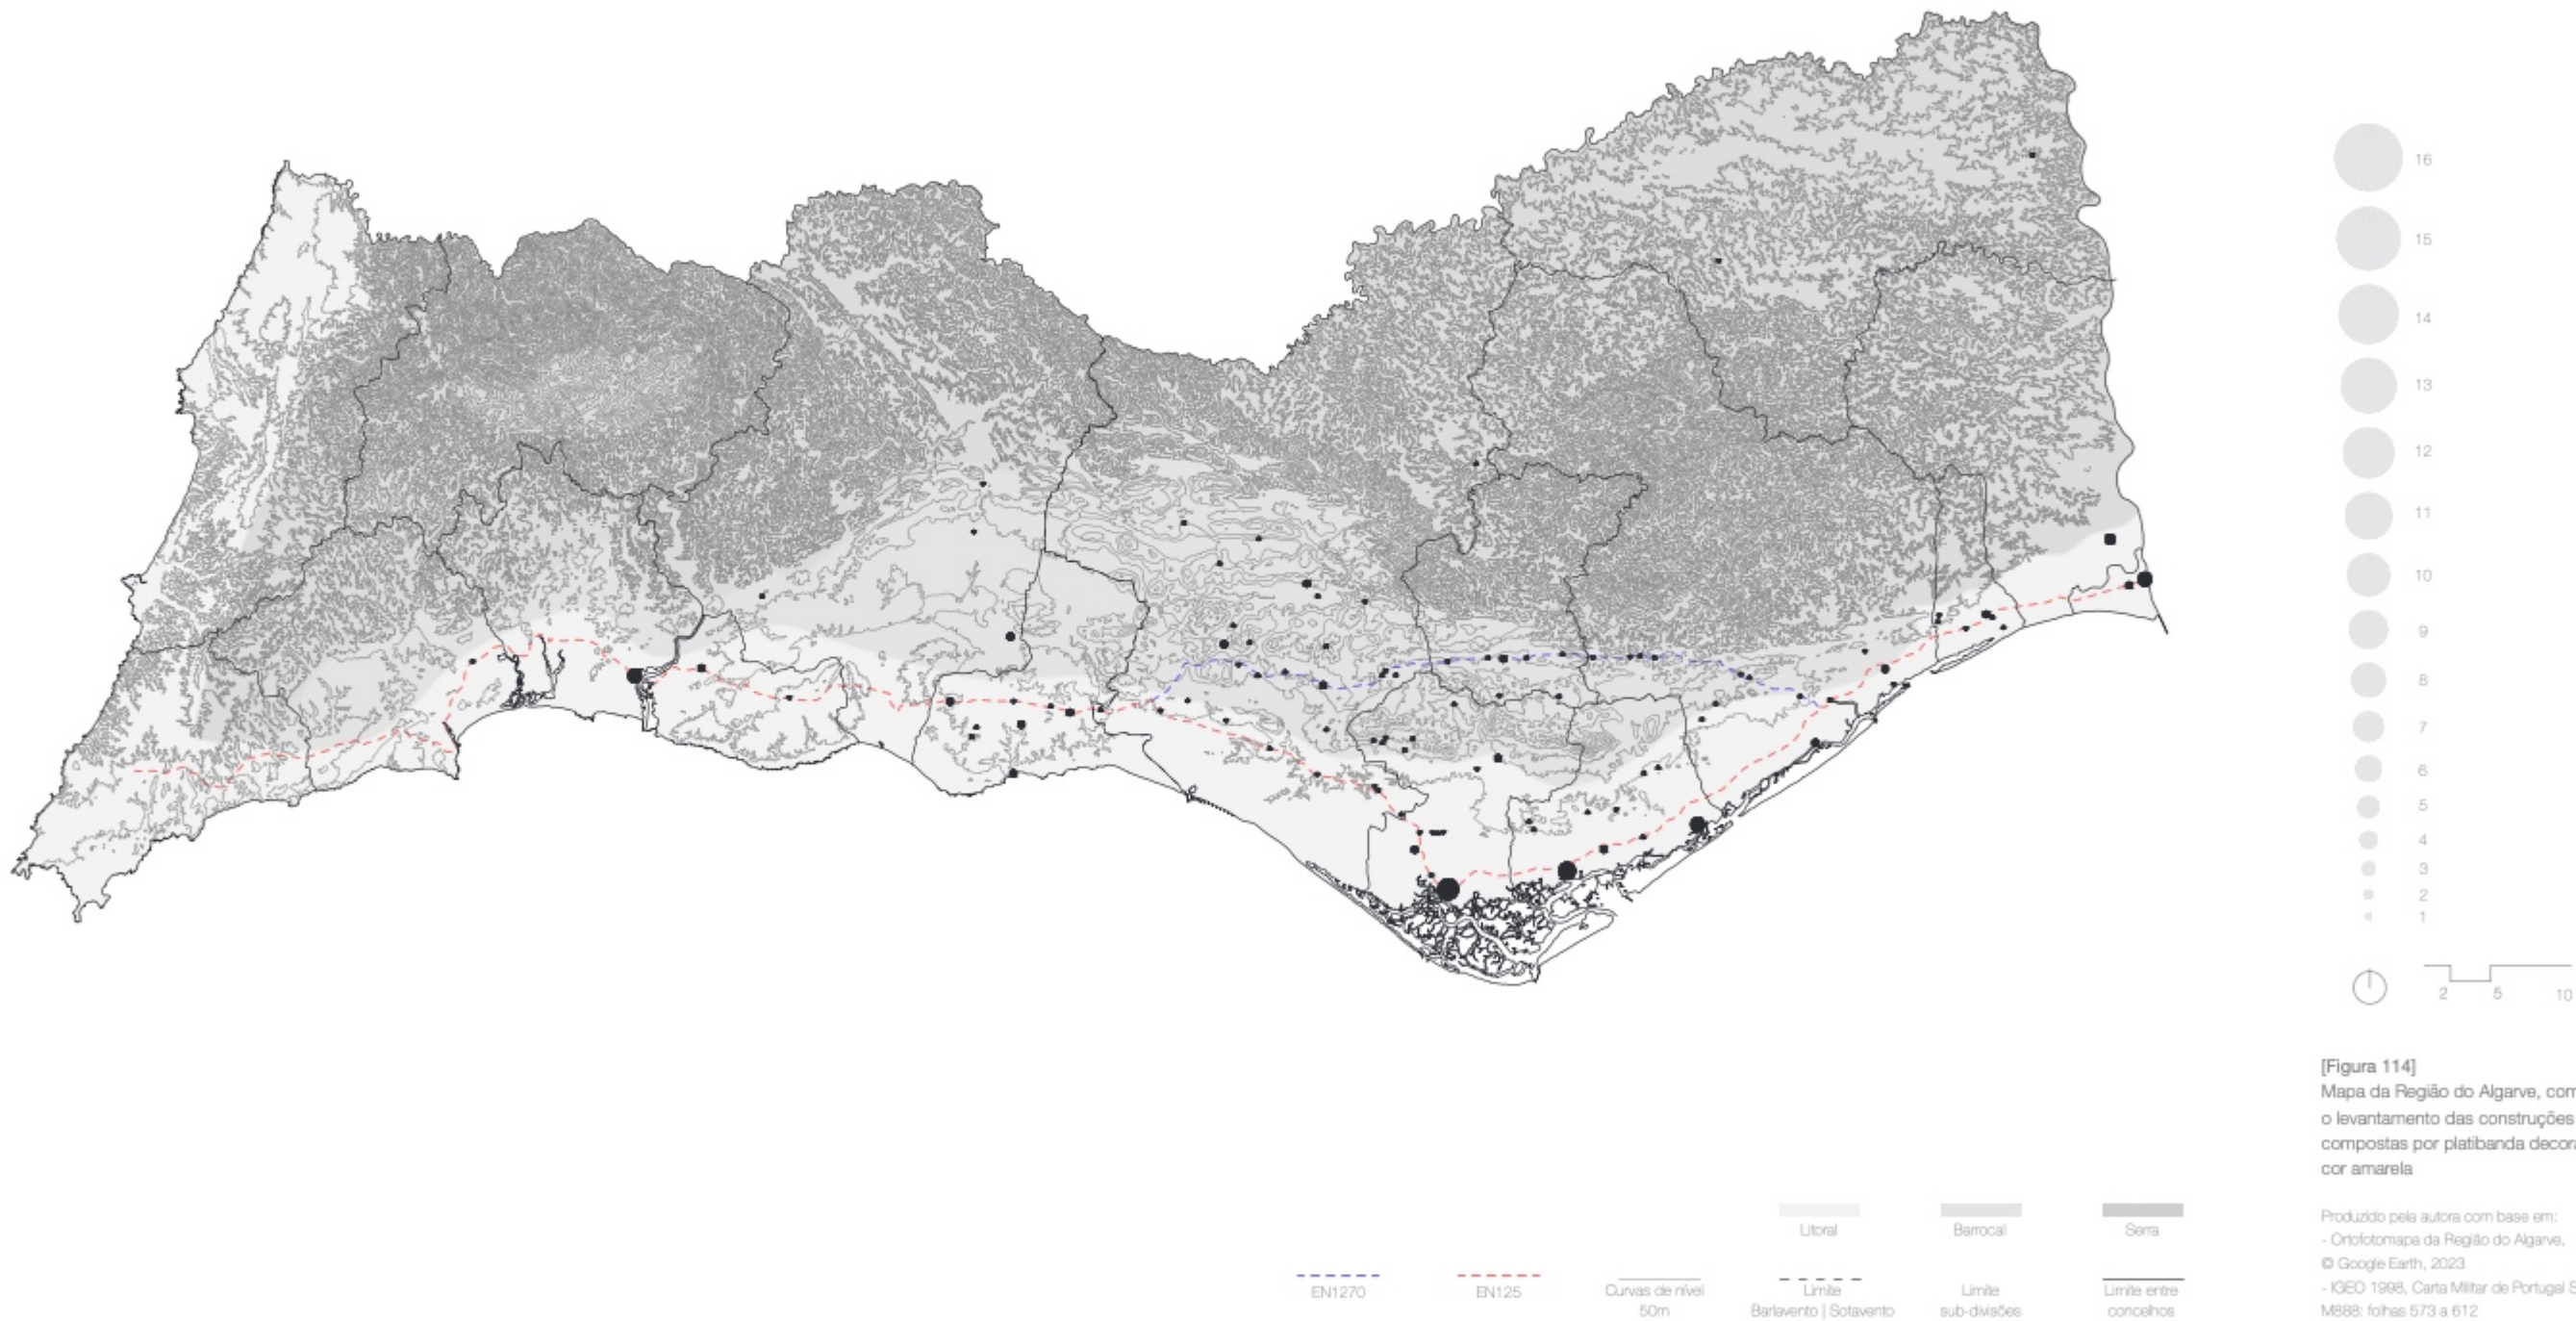 16
15
14
13
12
11
10
9
8
7
6
5
4
3
2
1
2 5 10
[Figura 114]
Mapa da Região do Algarve, com
o levantamento das construções
compostas por platibanda decora
cor amarela
Produzido pela autora com base em:
- Ortofotomapa da Região do Algarve,
© Google Earth, 2023
- IGEO 1998, Carta Militar de Portugal S
M888: folhas 573 a 612
Litoral
Barrocal
Serra
EN1270
EN125
Curvas de nível
50m
Limite
Barlavento | Sotavento
Limite
sub-divisões
Limite entre
concelhos